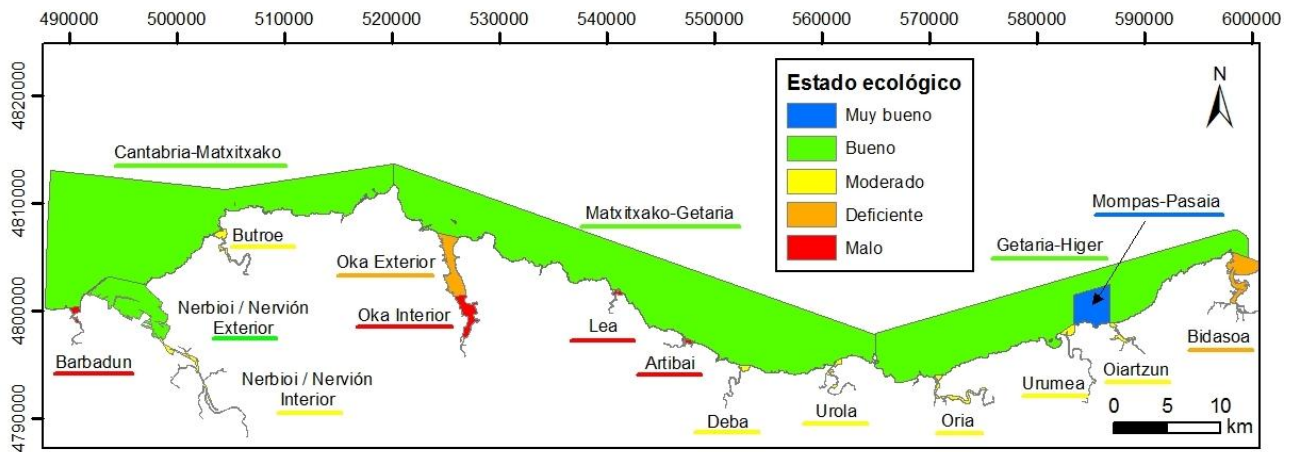 490000 500000 510000 520000 530000 540000 550000 560000 570000 580000 590000 600000
4820000
4810000
4800000
4790000
Estado ecológico
Muy bueno
Bueno
Moderado
Deficiente
Malo
N
Cantabria-Matxitxako
Matxitxako-Getaria
Mompas-Pasaia
Getaria-Higer
Butroe
Oka Exterior
Nerbioi / Nervión
Exterior
Oka Interior
Lea
Bidasoa
Barbadun
Nerbioi / Nervión
Interior
Artibai
Oiartzun
Urumea
Deba
Urola
Oria
0 5 10
km